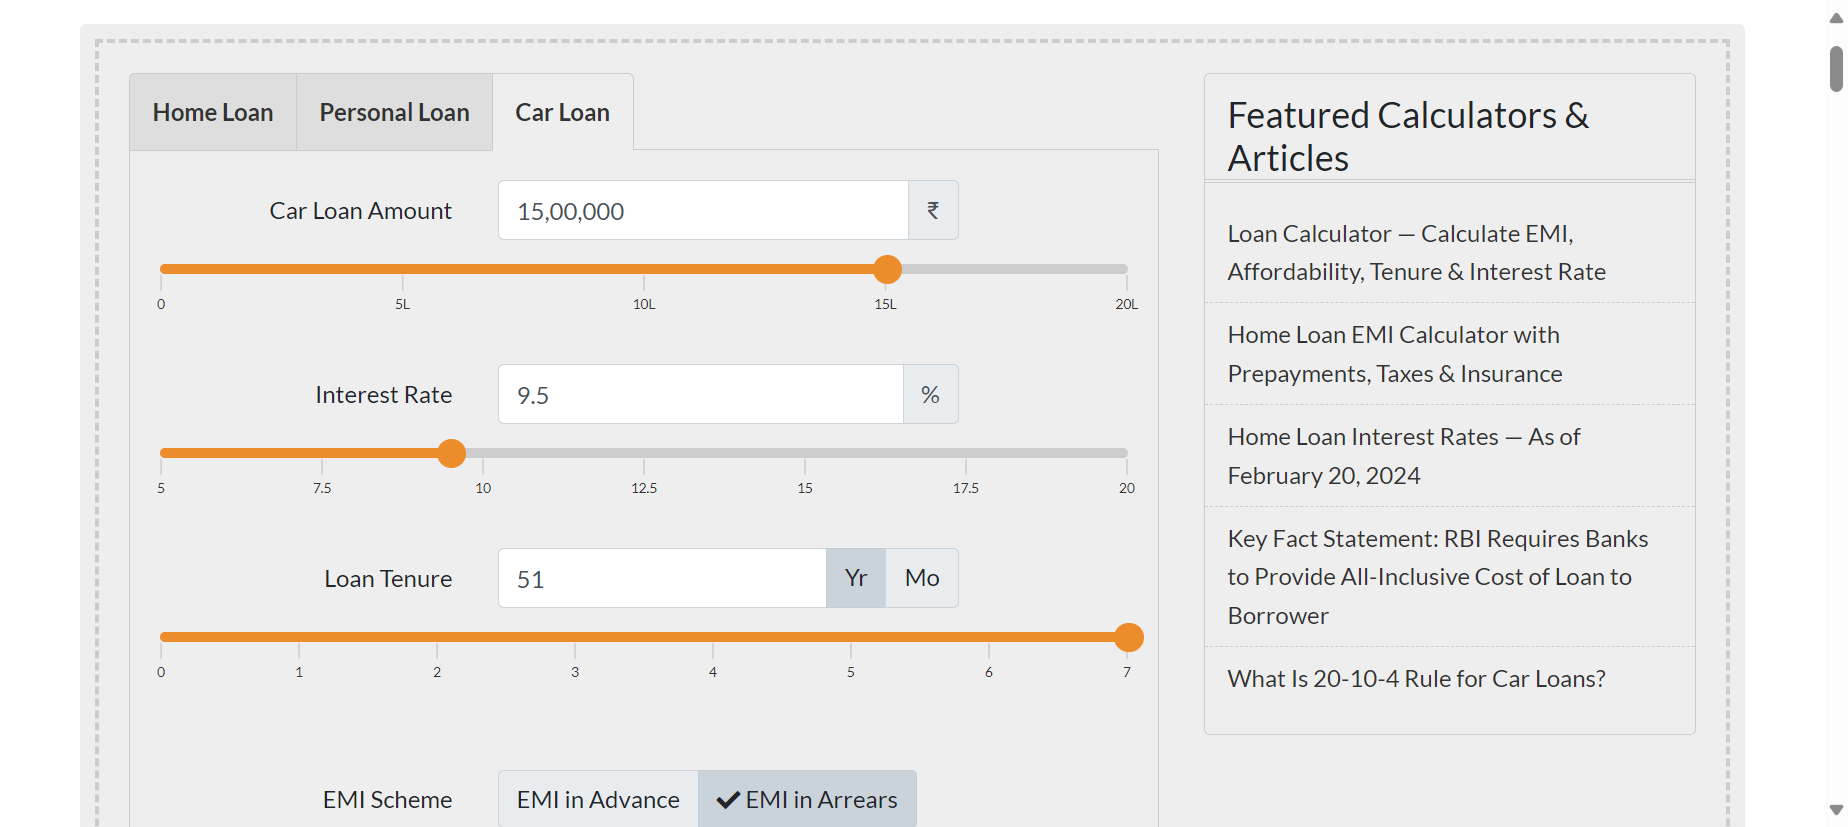 Home Loan
Personal Loan
Car Loan
Car Loan Amount
15,00,000
₹
0
5L
10L
15L
20L
Interest Rate
9.5
%
5
7.5
10
12.5
15
17.5
20
Loan Tenure
51
Yr
Mo
0
1
2
3
4
5
6
7
EMI Scheme
EMI in Advance
EMI in Arrears
Featured Calculators &
Articles
Loan Calculator — Calculate EMI,
Affordability, Tenure & Interest Rate
Home Loan EMI Calculator with
Prepayments, Taxes & Insurance
Home Loan Interest Rates — As of
February 20, 2024
Key Fact Statement: RBI Requires Banks
to Provide All-Inclusive Cost of Loan to
Borrower
What Is 20-10-4 Rule for Car Loans?